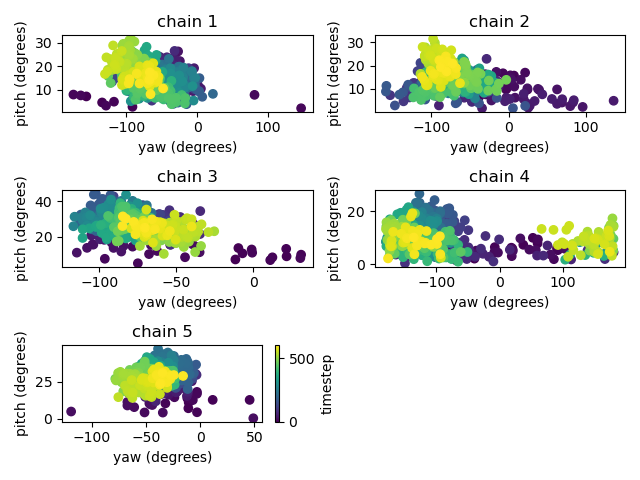 chain 1
pitch (degrees)
30
20
10
−100
0
100
yaw (degrees)
chain 2
pitch (degrees)
30
20
10
−100
0
100
yaw (degrees)
chain 3
pitch (degrees)
40
20
−100
−50
0
yaw (degrees)
chain 4
pitch (degrees)
20
0
−100
0
100
yaw (degrees)
chain 5
pitch (degrees)
25
0
−100
−50
0
50
yaw (degrees)
500
0
timestep